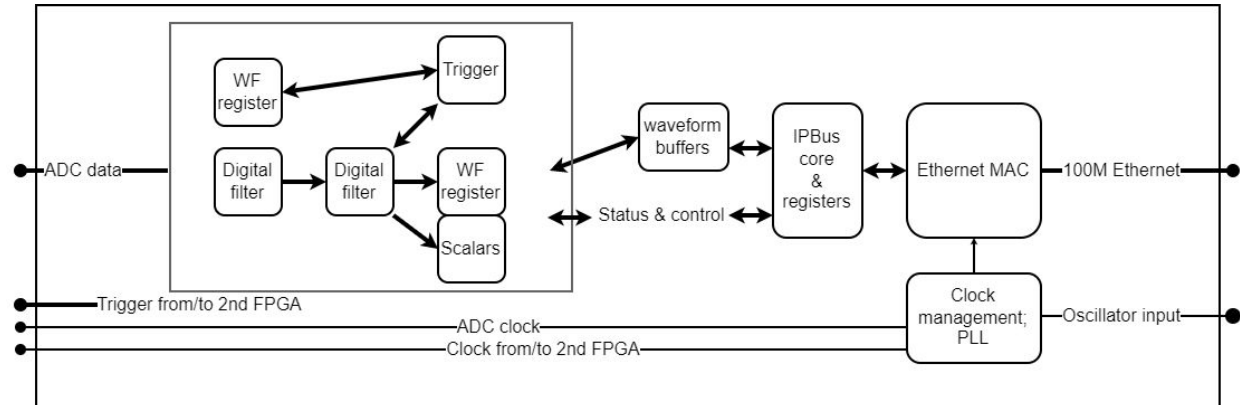 WF
register
Trigger
ADC data
Digital
filter
Digital
filter
WF
register
Scalars
waveform
buffers
Status & control
IPBus
core
&
registers
Ethernet MAC
100M Ethernet
Trigger from/to 2nd FPGA
ADC clock
Clock from/to 2nd FPGA
Clock
management;
PLL
Oscillator input